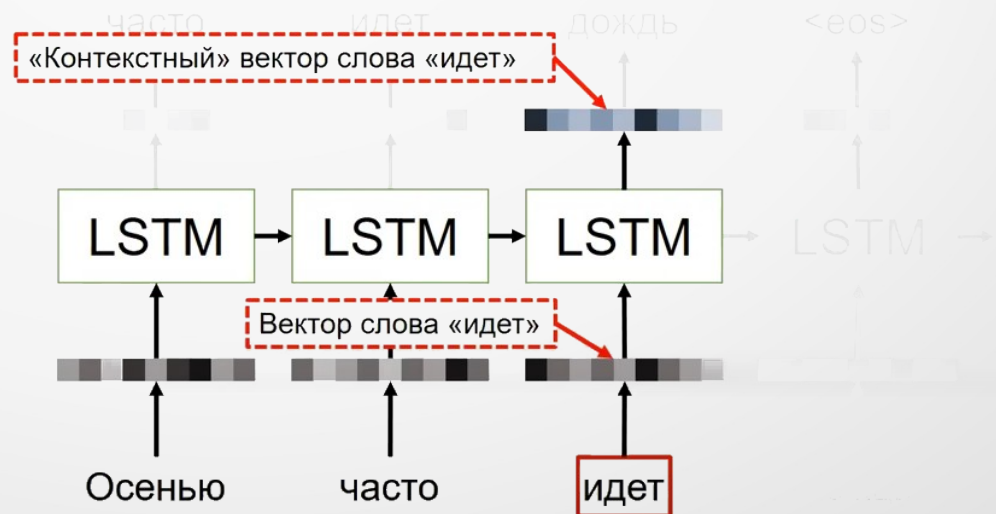 часто идет дождь <eos>
«Контекстный» вектор слова «идет»
LSTM LSTM LSTM LSTM
Вектор слова «идет»
Осенью часто идет